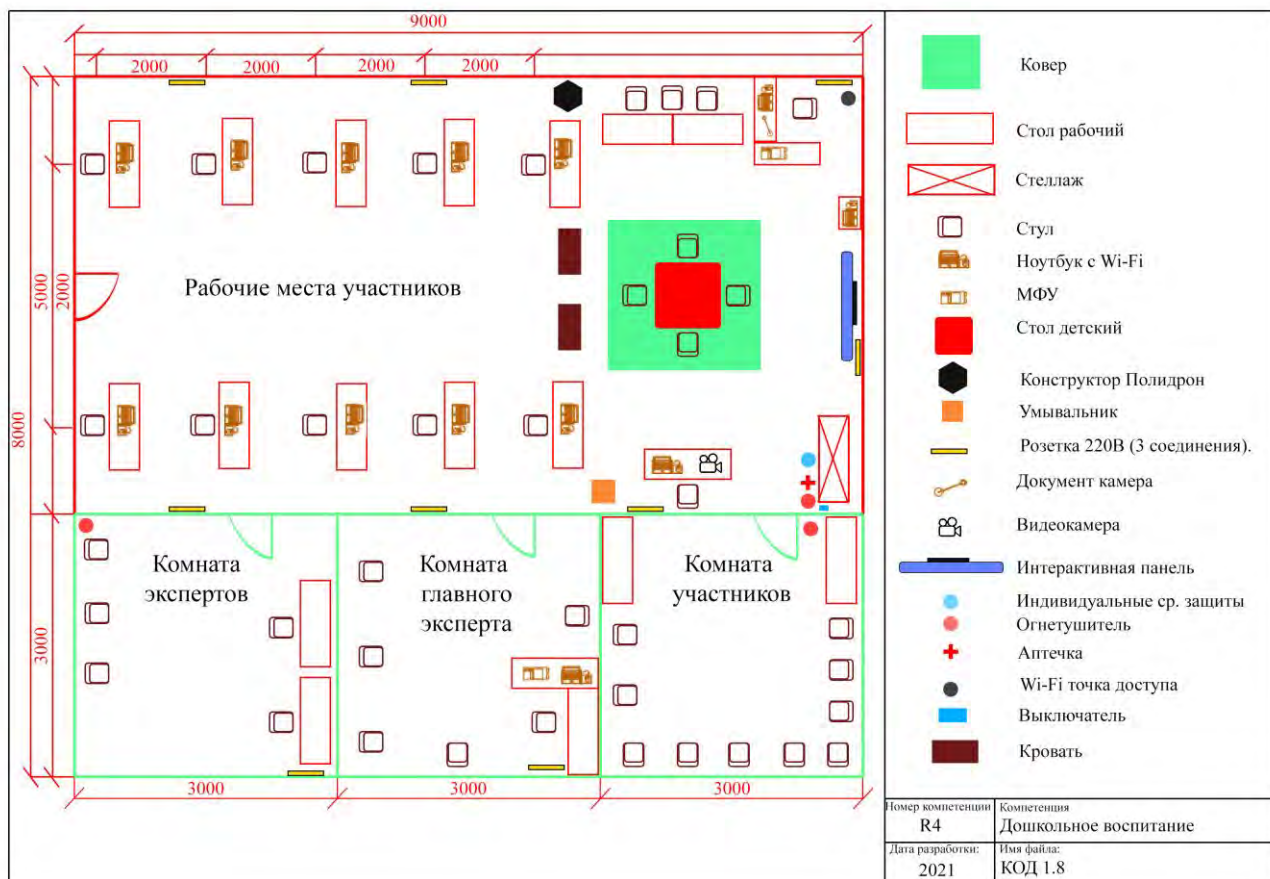 9000
2000
2000
2000
2000
Рабочие места участников
5000
2000
8000
3000
Комната
экспертов
Комната
главного
эксперта
Комната
участников
3000
3000
3000
Ковер
Стол рабочий
Стеллаж
Стул
Ноутбук с Wi-Fi
МФУ
Стол детский
Конструктор Полидрон
Умывальник
Розетка 220В (3 соединения).
Документ камера
Видеокамера
Интерактивная панель
Индивидуальные ср. защиты
Огнетушитель
Аптечка
Wi-Fi точка доступа
Выключатель
Кровать
Номер компетенции
R4
Компетенция
Дошкольное воспитание
Дата разработки:
2021
Имя файла:
КОД 1.8